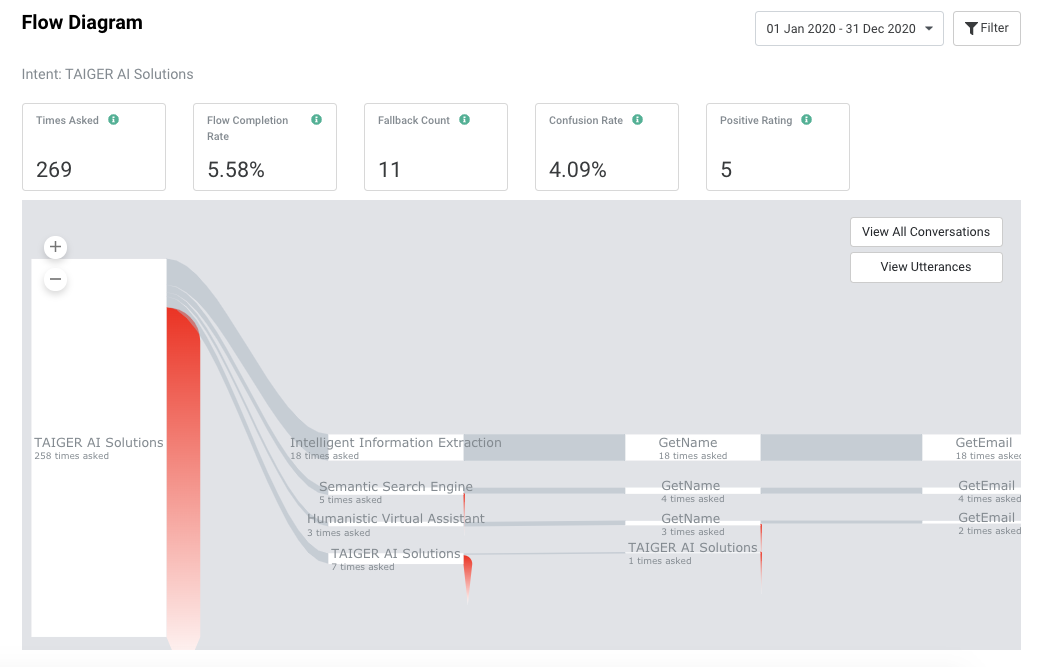 Flow Diagram
01 Jan 2020 - 31 Dec 2020
Filter
Intent: TAIGER AI Solutions
Times Asked
269
Flow Completion
Rate
5.58%
Fallback Count
11
Confusion Rate
4.09%
Positive Rating
5
View All Conversations
View Utterances
TAIGER AI Solutions
258 times asked
Intelligent Information Extraction
18 times asked
GetName
18 times asked
GetEmail
18 times asked
Semantic Search Engine
5 times asked
GetName
4 times asked
GetEmail
4 times asked
Humanistic Virtual Assistant
3 times asked
GetName
3 times asked
GetEmail
2 times asked
TAIGER AI Solutions
7 times asked
TAIGER AI Solutions
1 times asked